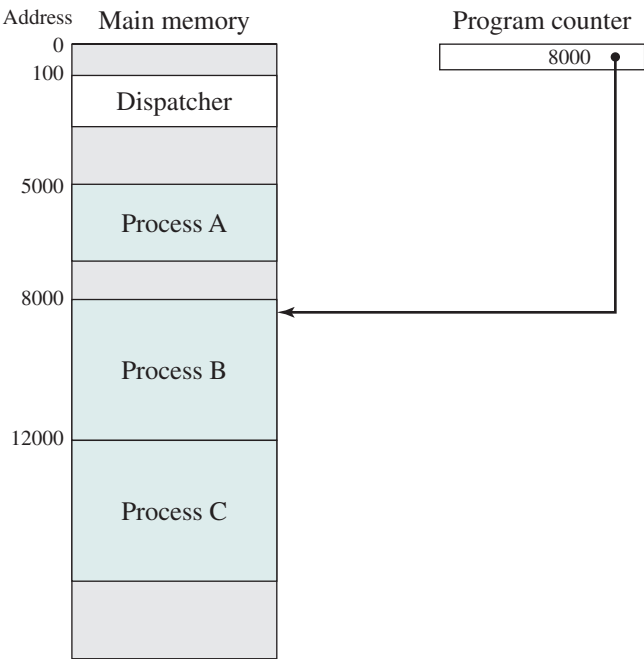 Address Main memory Program counter
0
8000
100
Dispatcher
5000
Process A
8000
Process B
12000
Process C